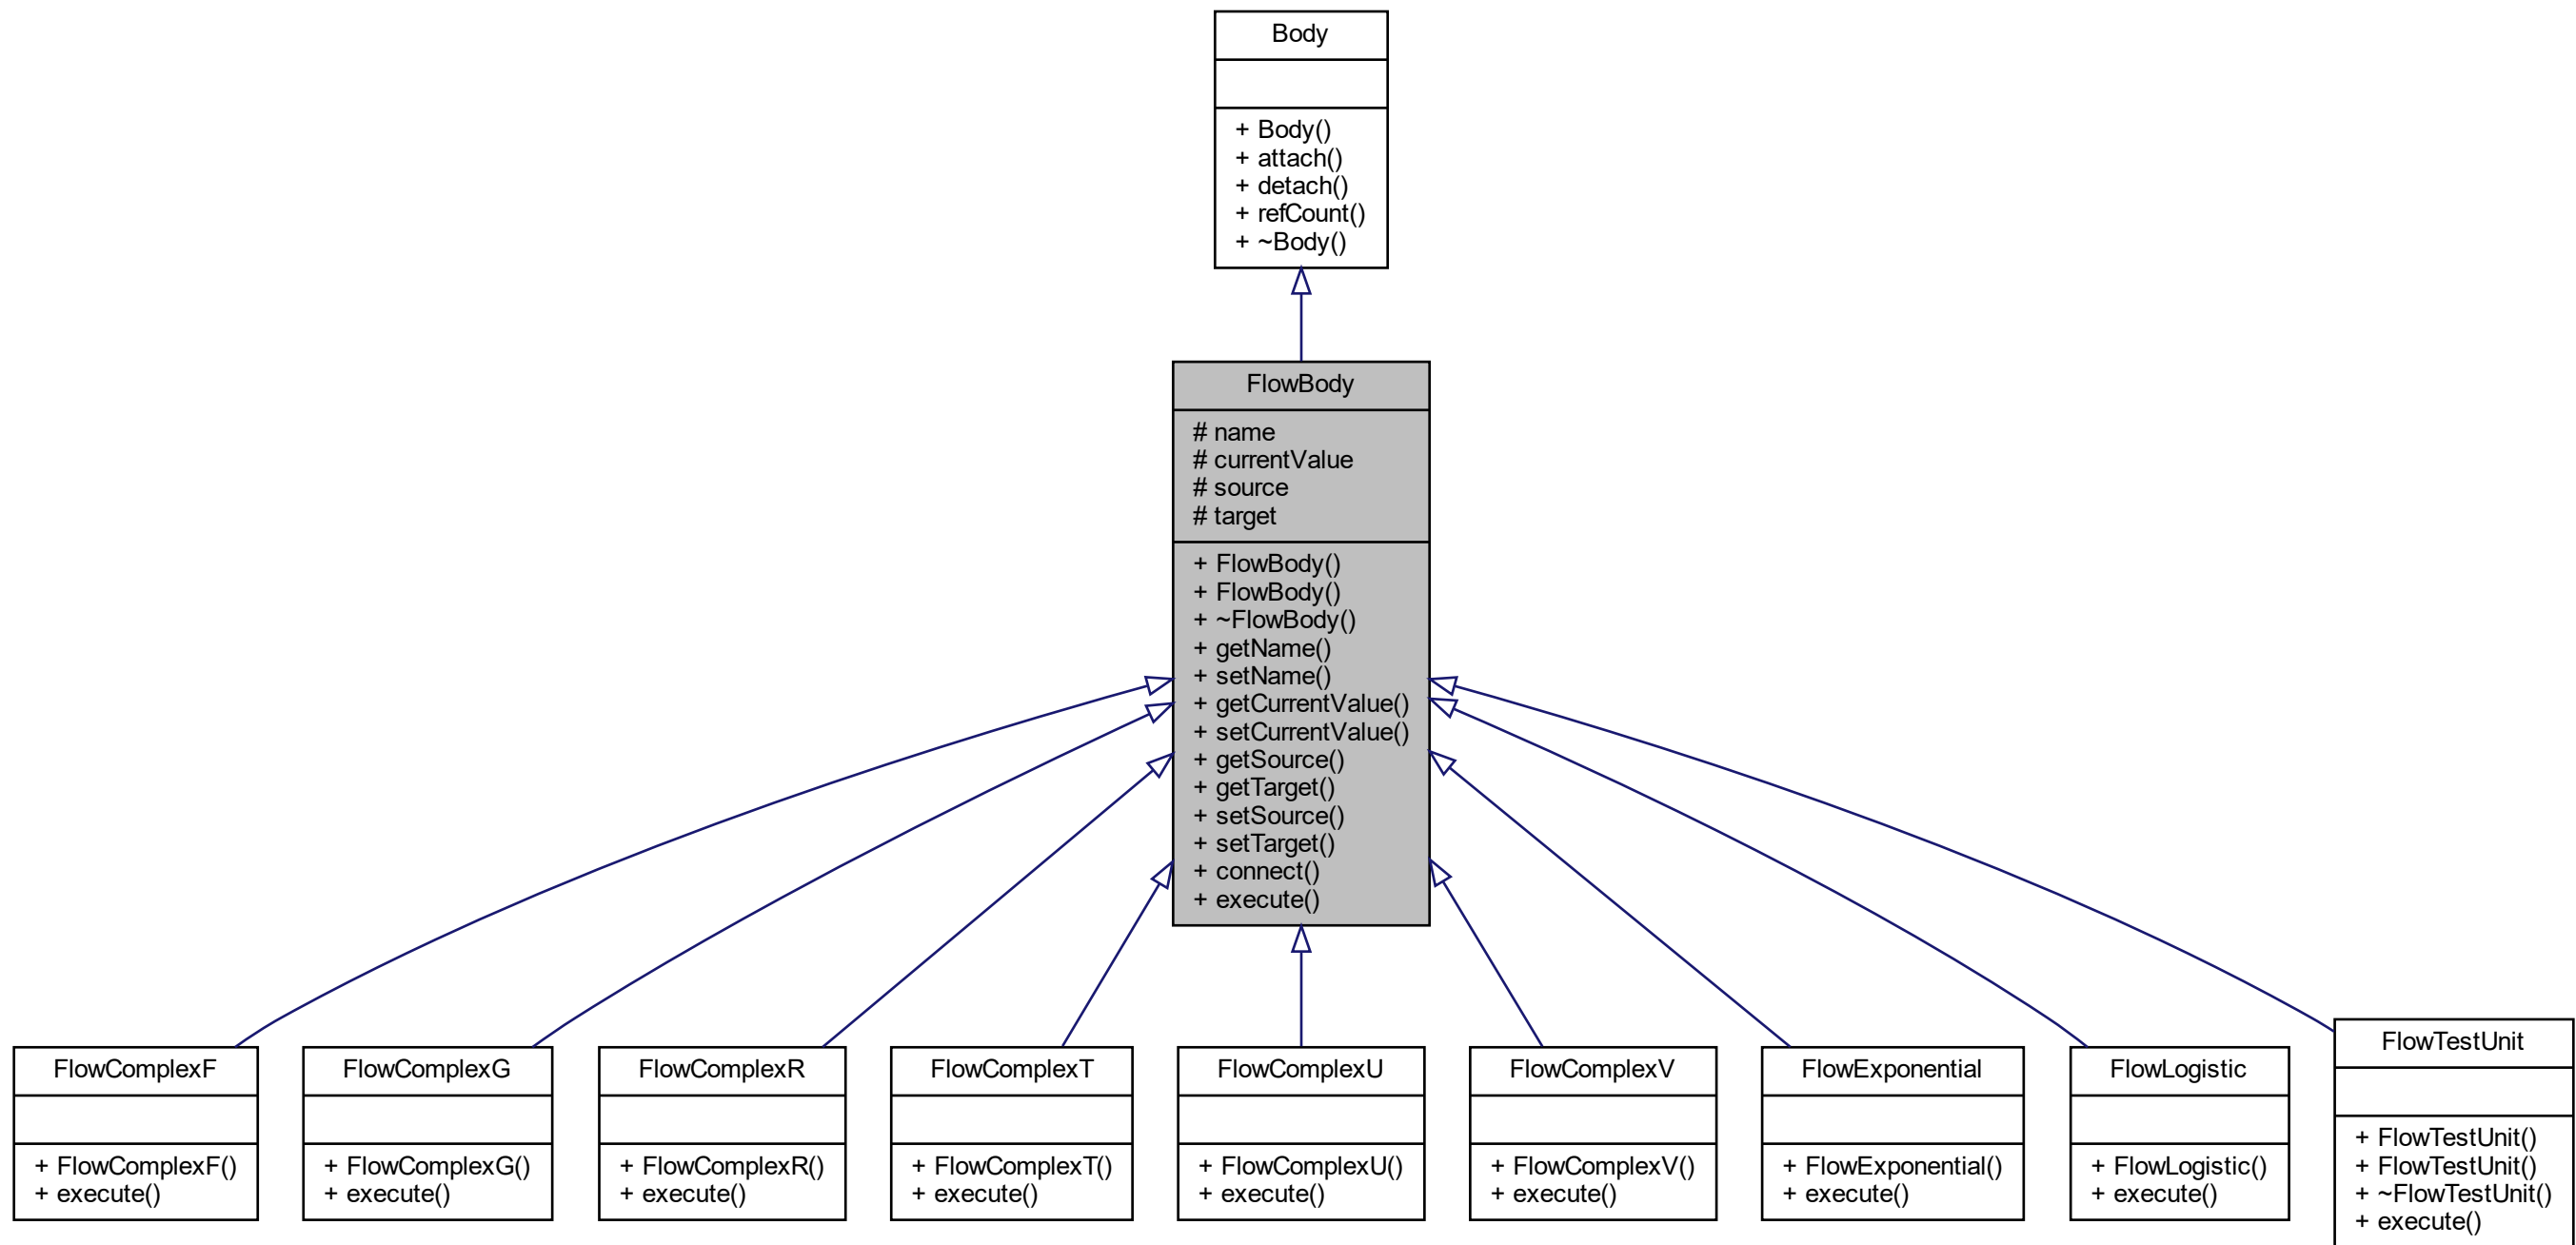 Body
+ Body()
+ attach()
+ detach()
+ refCount()
+ ~Body()
FlowBody
# name
# currentValue
# source
# target
+ FlowBody()
+ FlowBody()
+ ~FlowBody()
+ getName()
+ setName()
+ getCurrentValue()
+ setCurrentValue()
+ getSource()
+ getTarget()
+ setSource()
+ setTarget()
+ connect()
+ execute()
FlowComplexF
+ FlowComplexF()
+ execute()
FlowComplexG
+ FlowComplexG()
+ execute()
FlowComplexR
+ FlowComplexR()
+ execute()
FlowComplexT
+ FlowComplexT()
+ execute()
FlowComplexU
+ FlowComplexU()
+ execute()
FlowComplexV
+ FlowComplexV()
+ execute()
FlowExponential
+ FlowExponential()
+ execute()
FlowLogistic
+ FlowLogistic()
+ execute()
FlowTestUnit
+ FlowTestUnit()
+ FlowTestUnit()
+ ~FlowTestUnit()
+ execute()